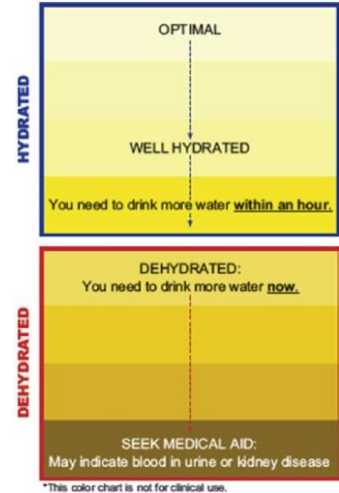 HYDRATED
OPTIMAL
WELL HYDRATED
You need to drink more water within an hour.
DEHYDRATED
DEHYDRATED:
You need to drink more water now.
SEEK MEDICAL AID:
May indicate blood in urine or kidney disease
*This color chart is not for clinical use.